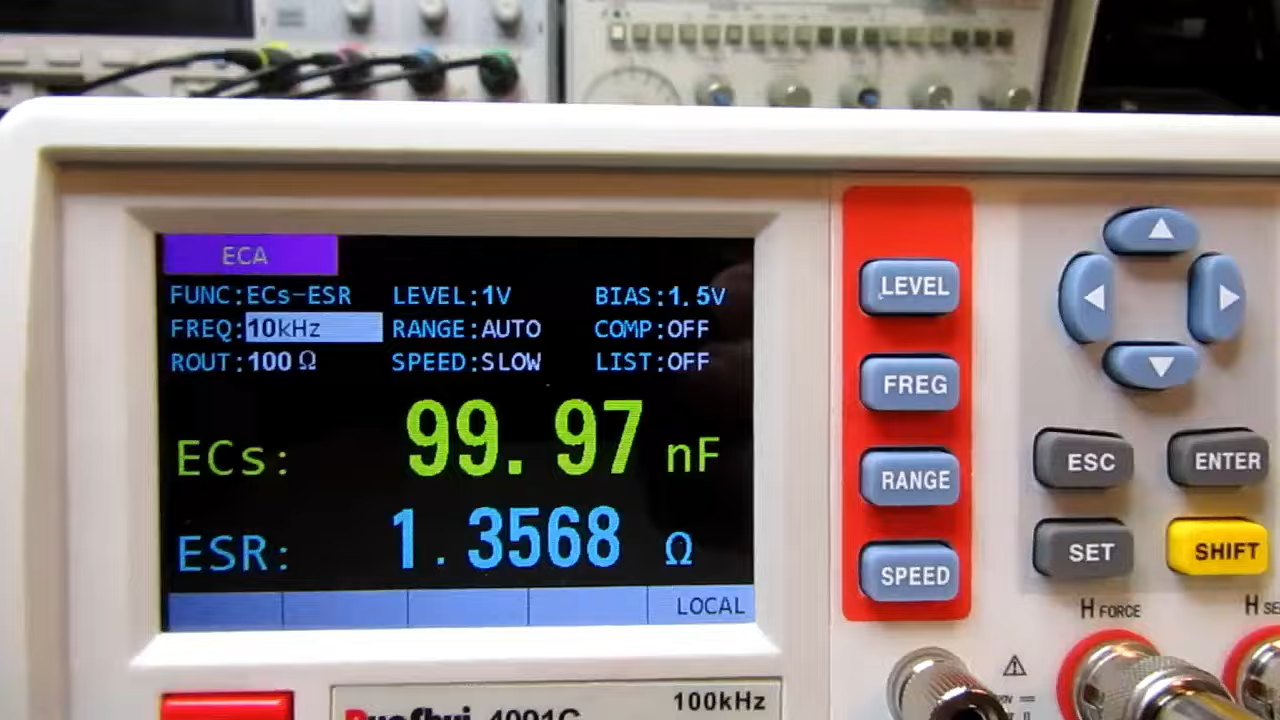 ECA
FUNC:ECs-ESR LEVEL:1V BIAS:1.5V
FREQ:10kHz RANGE:AUTO COMP:OFF
ROUT:100 Ω SPEED:SLOW LIST:OFF
ECs: 99.97 nF
ESR: 1.3568 Ω
LOCAL
LEVEL
FREG
RANGE
SPEED
ESC ENTER
SET SHIFT
H FORCE H SE
100kHz
4091C